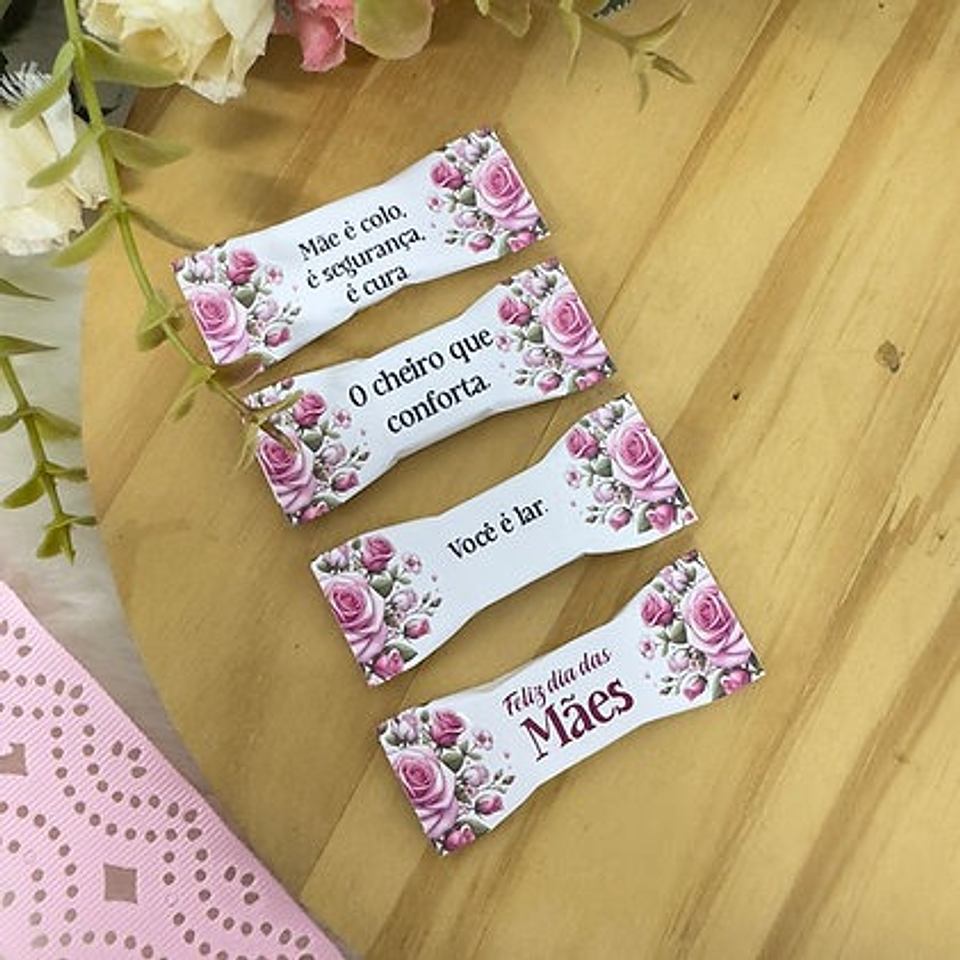 Mãe é colo,
é segurança,
é cura
O cheiro que
conforta.
Você é lar.
Feliz dia das
Mães